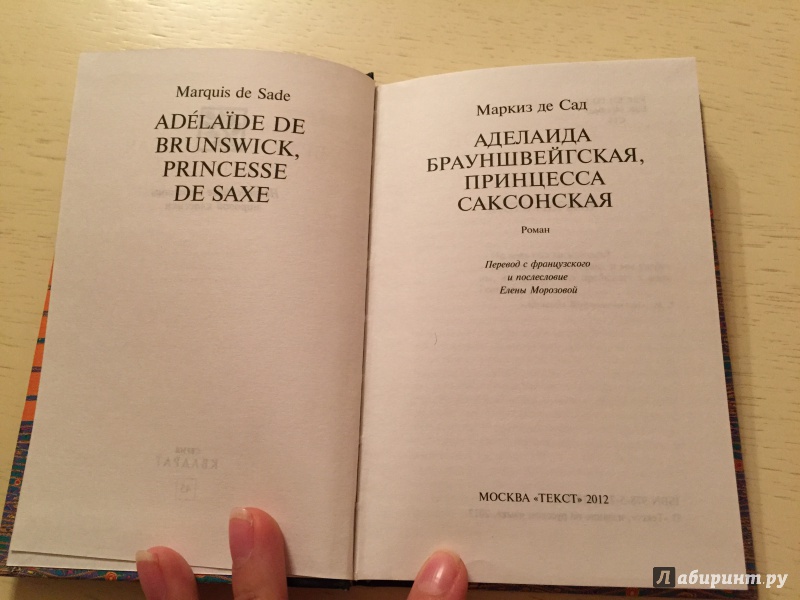 Marquis de Sade
ADÉLAÏDE DE
BRUNSWICK,
PRINCESSE
DE SAXE
Маркиз де Сад
АДЕЛАИДА
БРАУНШВЕЙГСКАЯ,
ПРИНЦЕССА
САКСОНСКАЯ
Роман
Перевод с французского
и послесловие
Елены Морозовой
МОСКВА «ТЕКСТ» 2012
Лабиринт.ру